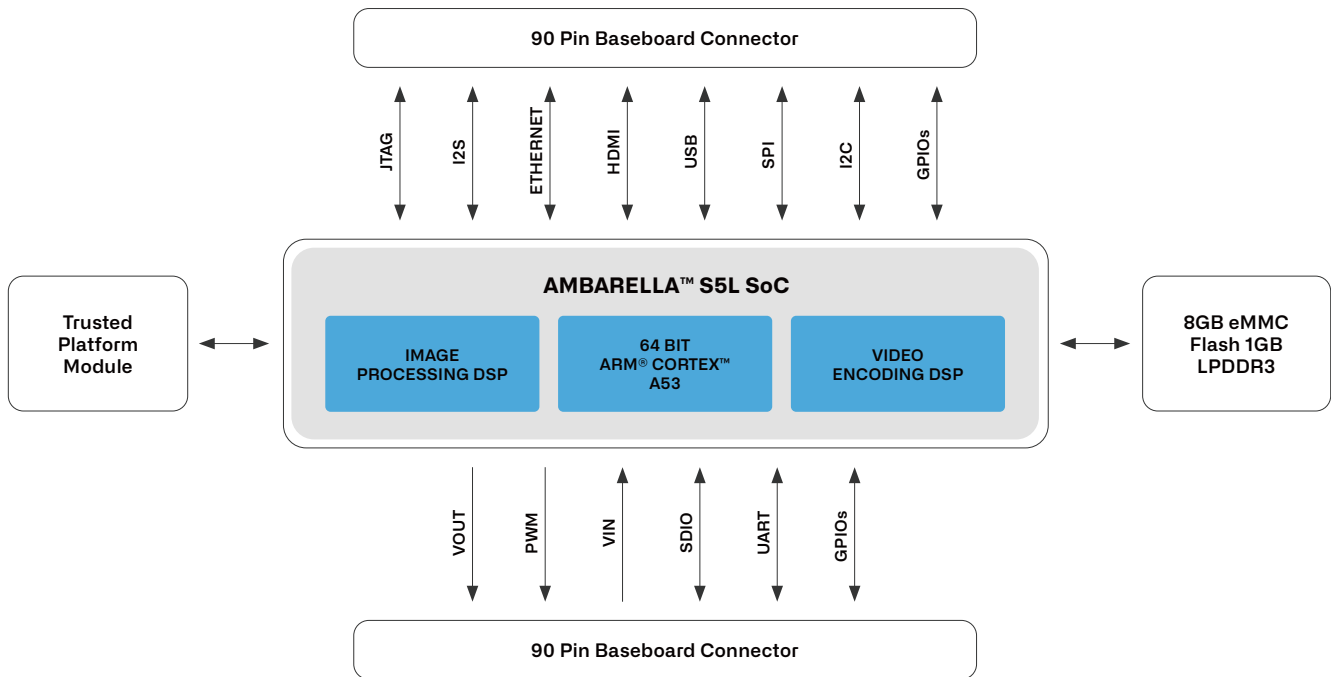 90 Pin Baseboard Connector
JTAG
I2S
ETHERNET
HDMI
USB
SPI
I2C
GPIOs
AMBARELLA™ S5L SoC
Trusted
Platform
Module
IMAGE
PROCESSING DSP
64 BIT
ARM® CORTEX™
A53
VIDEO
ENCODING DSP
8GB eMMC
Flash 1GB
LPDDR3
VOUT
PWM
VIN
SDIO
UART
GPIOs
90 Pin Baseboard Connector